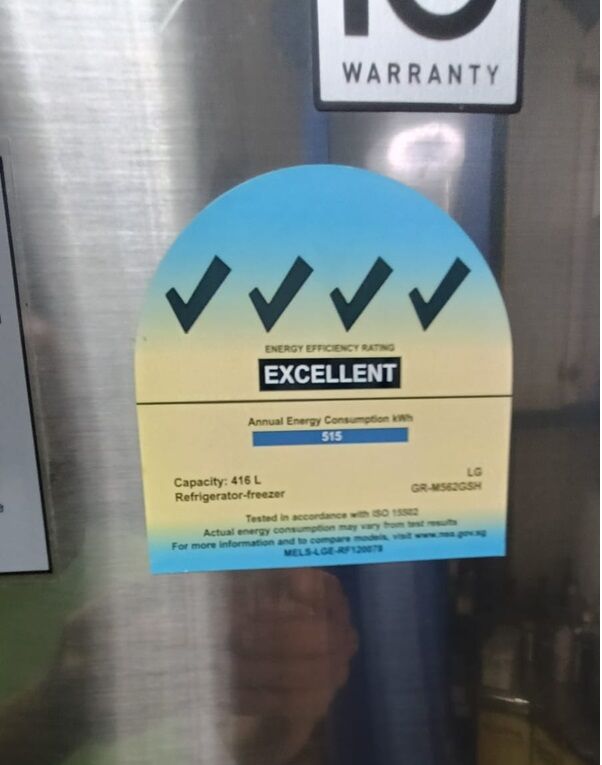 10
WARRANTY
ENERGY EFFICIENCY RATING
EXCELLENT
Annual Energy Consumption kWh
515
Capacity: 416 L
Refrigerator-freezer
LG
GR-M562GSH
Tested in accordance with ISO 15502
Actual energy consumption may vary from test results
For more information and to compare models, visit www.nea.gov.sg
MELS-LGE-RF120078